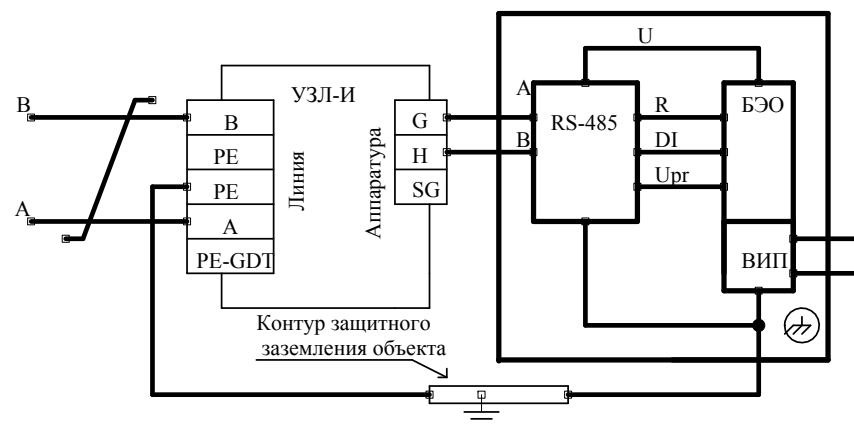 U
УЗЛ-И
A
B
B
G
RS-485
R
БЭО
PE
Линия
Аппаратура
H
B
DI
PE
SG
Upr
A
A
PE-GDT
ВИП
Контур защитного
заземления объекта